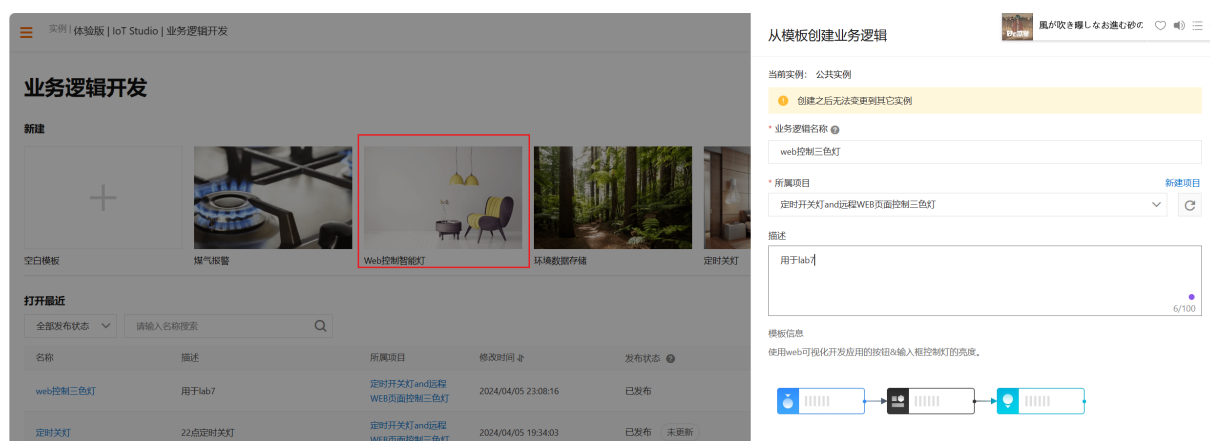 实例 | 体验版 | IoT Studio | 业务逻辑开发
业务逻辑开发
新建
空白模板
煤气报警
Web控制智能灯
环境数据存储
定时关灯
打开最近
全部发布状态
请输入名称搜索
名称 描述 所属项目 修改时间 发布状态
web控制三色灯 用于lab7 定时开关灯and远程 2024/04/05 23:08:16 已发布
WEB页面控制三色灯
定时关灯 22点定时关灯 定时开关灯and远程 2024/04/05 19:34:03 已发布 未更新
WEB页面控制三色灯
从模板创建业务逻辑
風が吹き曝しなお進む砂の
当前实例： 公共实例
创建之后无法变更到其它实例
* 业务逻辑名称
web控制三色灯
* 所属项目
新建项目
定时开关灯and远程WEB页面控制三色灯
描述
用于lab7
6/100
模板信息
使用web可视化开发应用的按钮&输入框控制灯的亮度。